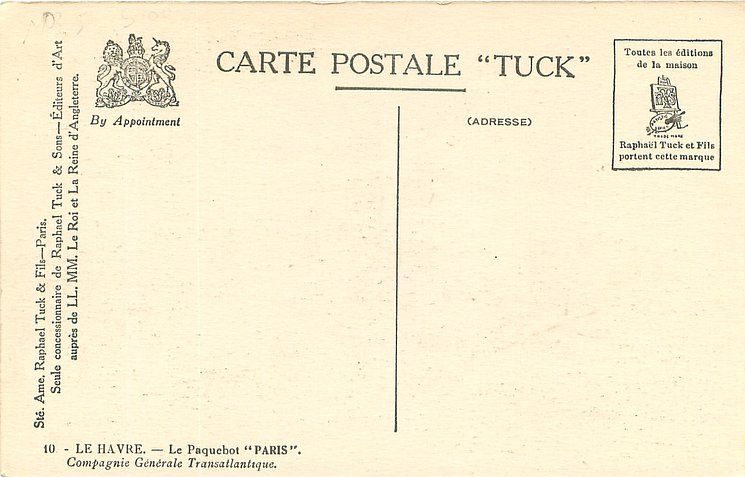 CARTE POSTALE "TUCK"
By Appointment
(ADRESSE)
Toutes les éditions
de la maison
TRADE MARK
Raphaël Tuck et Fils
portent cette marque
Sté. Ame. Raphael Tuck & Fils—Paris.
Seule concessionnaire de Raphael Tuck & Sons—Éditeurs d'Art
auprès de LL. MM. Le Roi et La Reine d'Angleterre.
10. - LE HAVRE. — Le Paquebot "PARIS".
Compagnie Générale Transatlantique.